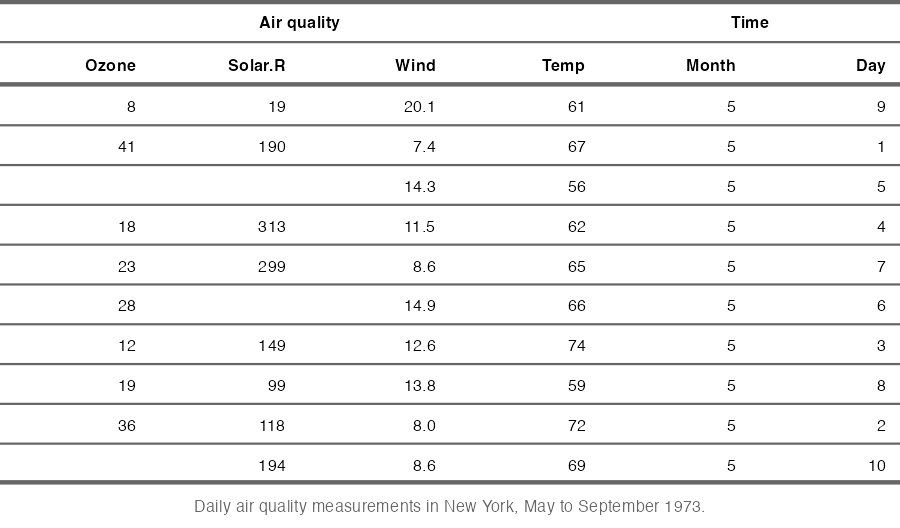 Air quality Time
Ozone Solar.R Wind Temp Month Day
8 19 20.1 61 5 9
41 190 7.4 67 5 1
14.3 56 5 5
18 313 11.5 62 5 4
23 299 8.6 65 5 7
28 14.9 66 5 6
12 149 12.6 74 5 3
19 99 13.8 59 5 8
36 118 8.0 72 5 2
194 8.6 69 5 10
Daily air quality measurements in New York, May to September 1973.